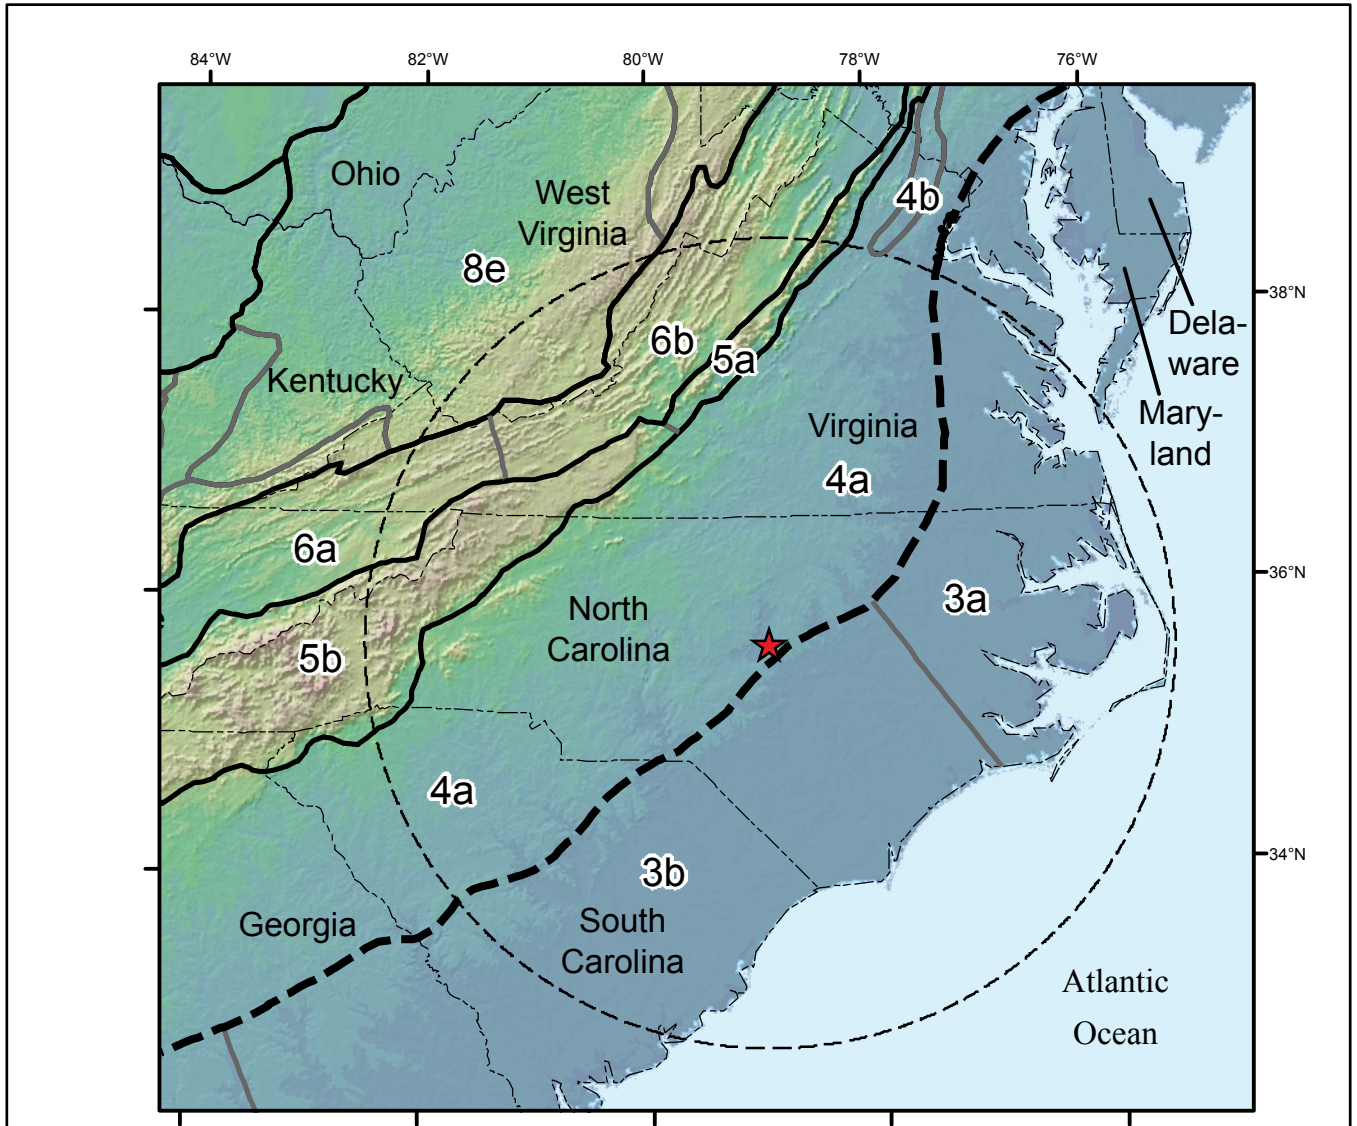 84°W
82°W
80°W
78°W
76°W
Ohio
West
Virginia
4b
8e
38°N
Dela-
ware
6b
5a
Kentucky
Mary-
land
Virginia
4a
6a
36°N
3a
North
Carolina
5b
4a
34°N
3b
Georgia
South
Carolina
Atlantic
Ocean